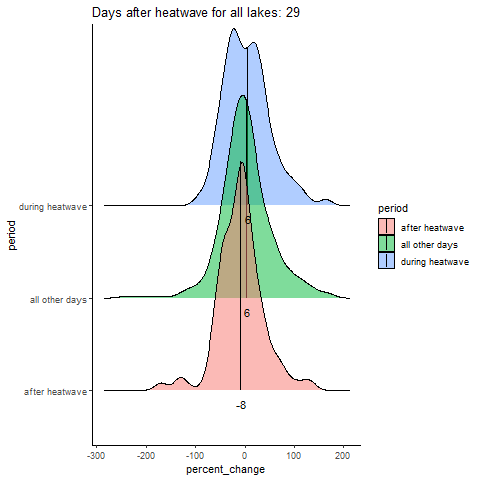 Days after heatwave for all lakes: 29
during heatwave
6
all other days
6
after heatwave
-8
period
-300 -200 -100 0 100 200
percent_change
period
after heatwave
all other days
during heatwave